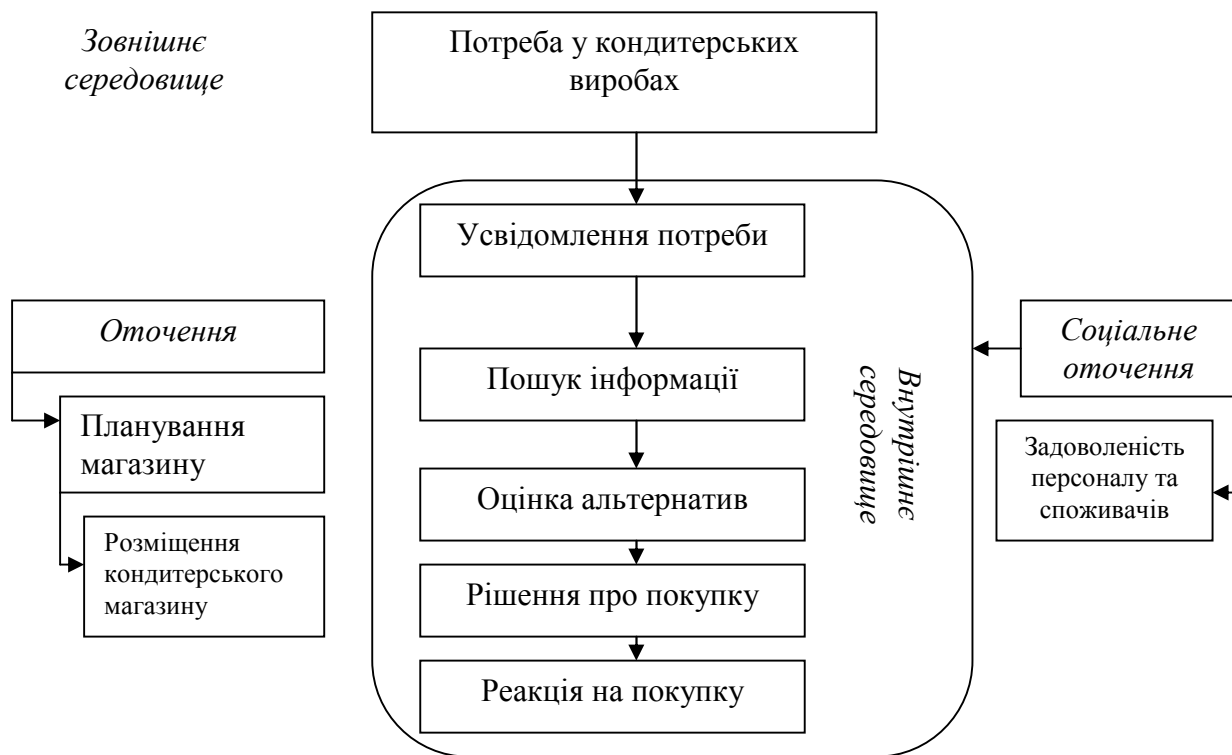 Зовнішнє
середовище
Потреба у кондитерських
виробах
Усвідомлення потреби
Оточення
Планування
магазину
Розміщення
кондитерського
магазину
Пошук інформації
Оцінка альтернатив
Рішення про покупку
Реакція на покупку
Внутрішнє
середовище
Соціальне
оточення
Задоволеність
персоналу та
споживачів